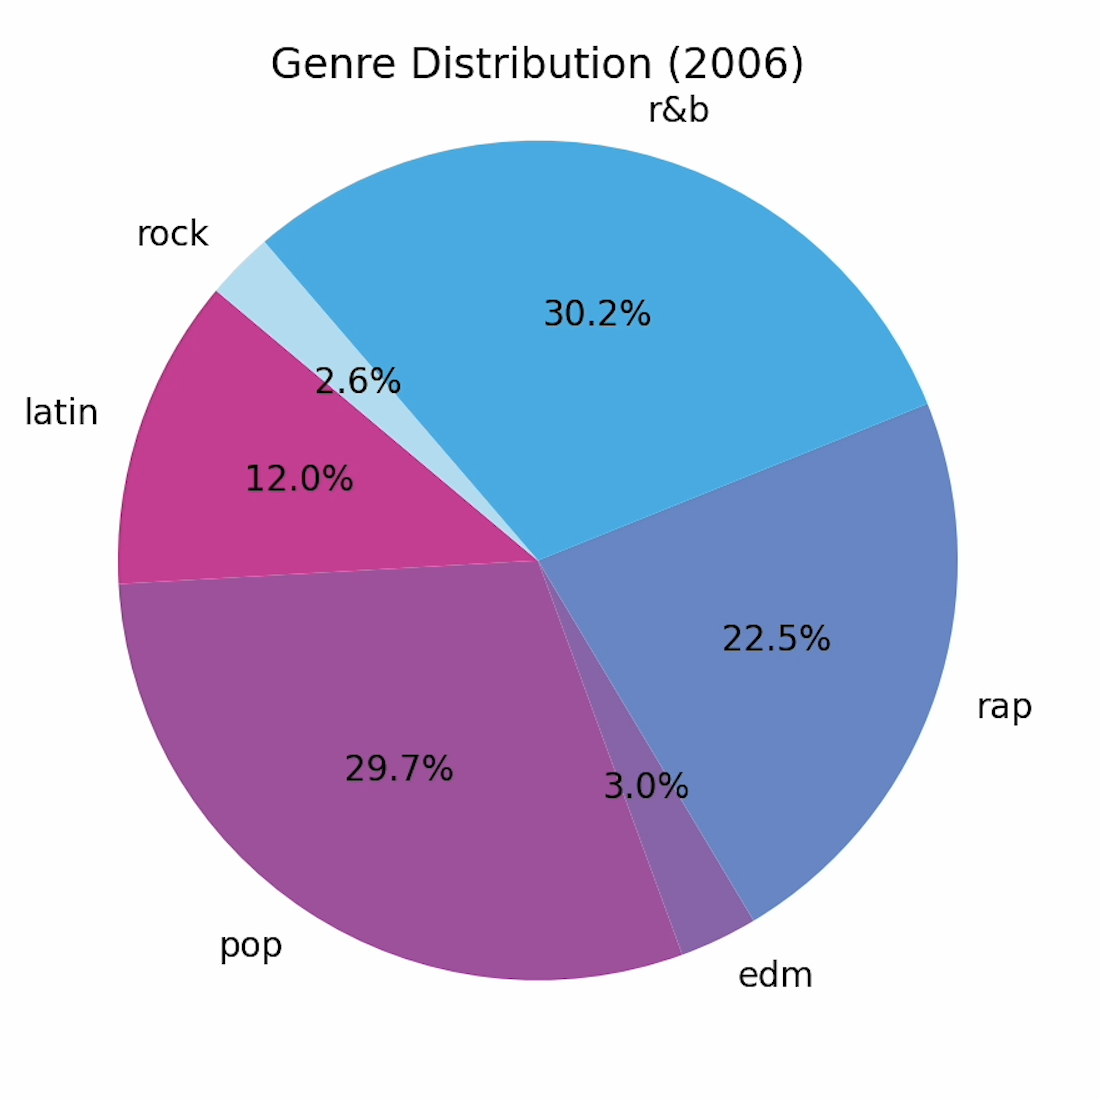 Genre Distribution (2006)
r&b
rock
30.2%
2.6%
latin
12.0%
22.5%
rap
29.7%
3.0%
pop
edm